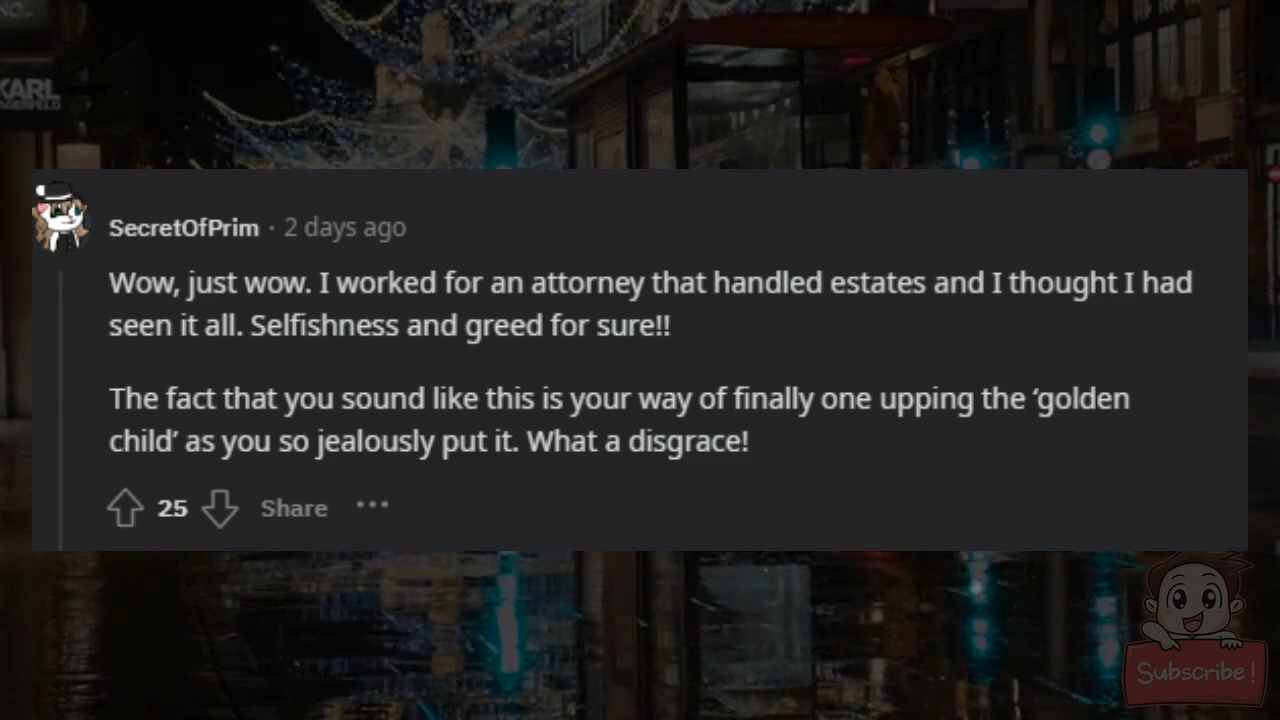 NC.
KARL
LAGERFELD
SecretOfPrim · 2 days ago
Wow, just wow. I worked for an attorney that handled estates and I thought I had
seen it all. Selfishness and greed for sure!!
The fact that you sound like this is your way of finally one upping the ‘golden
child’ as you so jealously put it. What a disgrace!
25 Share ···
Subscribe!